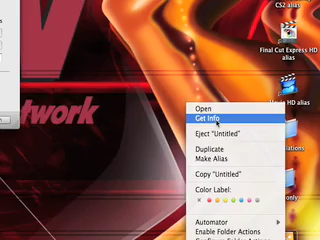 CS2 alias
Final Cut Express HD
alias
HD alias
Open
Get Info
Eject "Untitled"
Duplicate
Make Alias
Copy "Untitled"
Color Label:
Automator
Enable Folder Actions